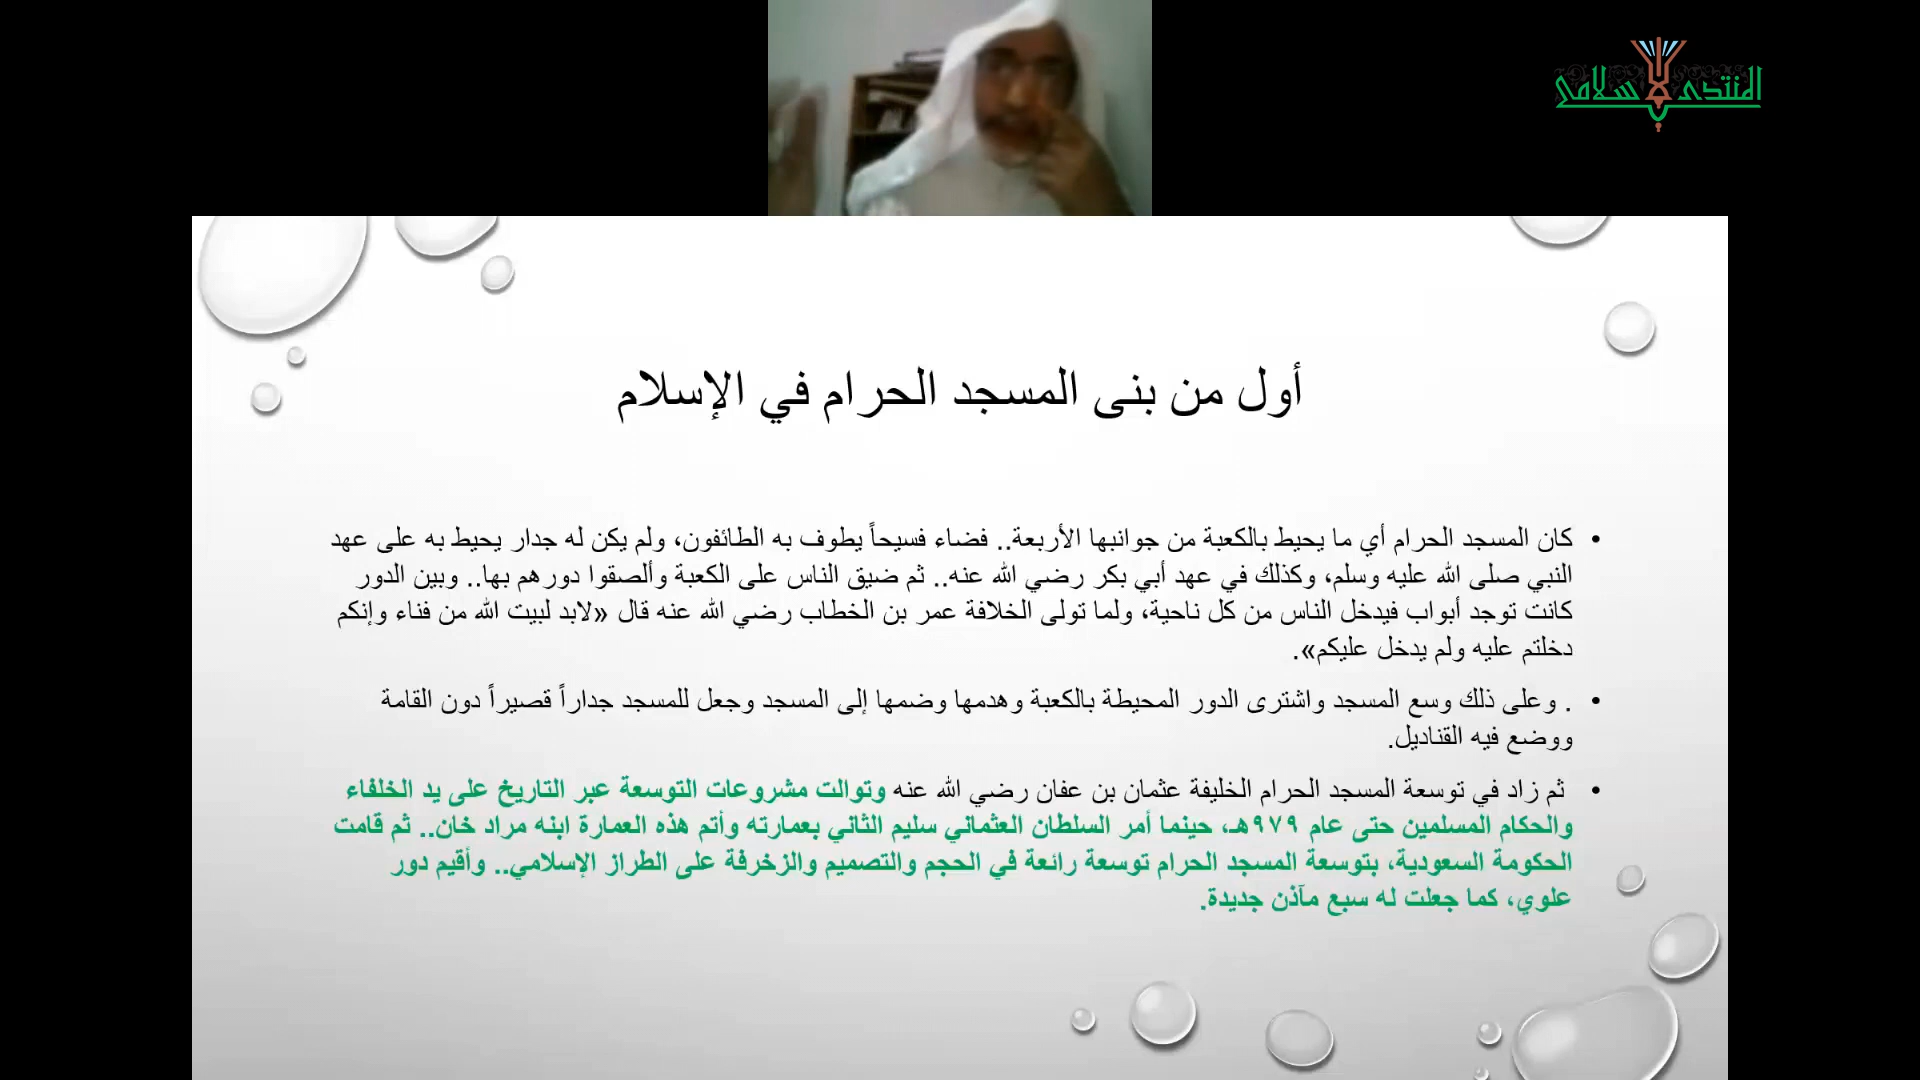 المنتدى الإسلامي
أول من بنى المسجد الحرام في الإسلام
• كان المسجد الحرام أي ما يحيط بالكعبة من جوانبها الأربعة.. فضاء فسيحاً يطوف به الطائفون، ولم يكن له جدار يحيط به على عهد
النبي صلى الله عليه وسلم، وكذلك في عهد أبي بكر رضي الله عنه.. ثم ضيق الناس على الكعبة وألصقوا دورهم بها.. وبين الدور
كانت توجد أبواب فيدخل الناس من كل ناحية، ولما تولى الخلافة عمر بن الخطاب رضي الله عنه قال «لابد لبيت الله من فناء وإنكم
دخلتم عليه ولم يدخل عليكم».
• . وعلى ذلك وسع المسجد واشترى الدور المحيطة بالكعبة وهدمها وضمها إلى المسجد وجعل للمسجد جداراً قصيراً دون القامة
ووضع فيه القناديل.
• ثم زاد في توسعة المسجد الحرام الخليفة عثمان بن عفان رضي الله عنه وتوالت مشروعات التوسعة عبر التاريخ على يد الخلفاء
والحكام المسلمين حتى عام ٩٧٩هـ، حينما أمر السلطان العثماني سليم الثاني بعمارته وأتم هذه العمارة ابنه مراد خان.. ثم قامت
الحكومة السعودية، بتوسعة المسجد الحرام توسعة رائعة في الحجم والتصميم والزخرفة على الطراز الإسلامي.. وأقيم دور
علوي، كما جعلت له سبع مآذن جديدة.